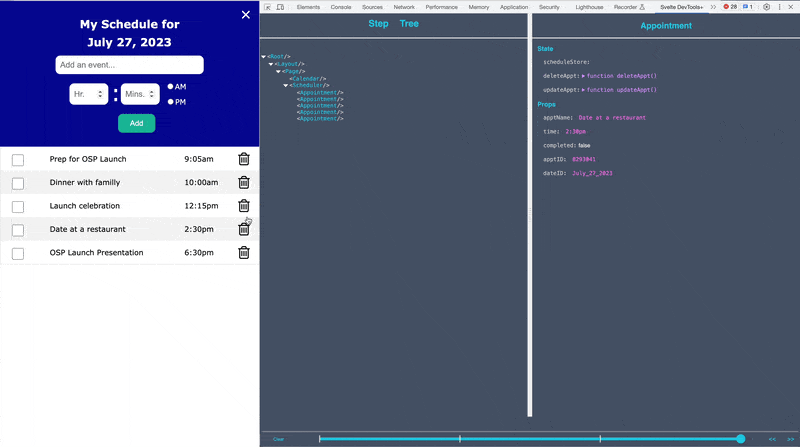 My Schedule for
July 27, 2023
Add an event...
Hr.
:
Mins.
AM
PM
Add
Prep for OSP Launch 9:05am
Dinner with familly 10:00am
Launch celebration 12:15pm
Date at a restaurant 2:30pm
OSP Launch Presentation 6:30pm
Elements Console Sources Network Performance Memory Application Security Lighthouse Recorder Svelte DevTools+ >> 28 1
Step Tree
<Root/>
<Layout/>
<Page/>
<Calendar/>
<Scheduler/>
<Appointment/>
<Appointment/>
<Appointment/>
<Appointment/>
<Appointment/>
Appointment
State
scheduleStore:
deleteAppt: function deleteAppt()
updateAppt: function updateAppt()
Props
apptName: Date at a restaurant
time: 2:30pm
completed: false
apptID: 8293041
dateID: July_27_2023
Clear << >>